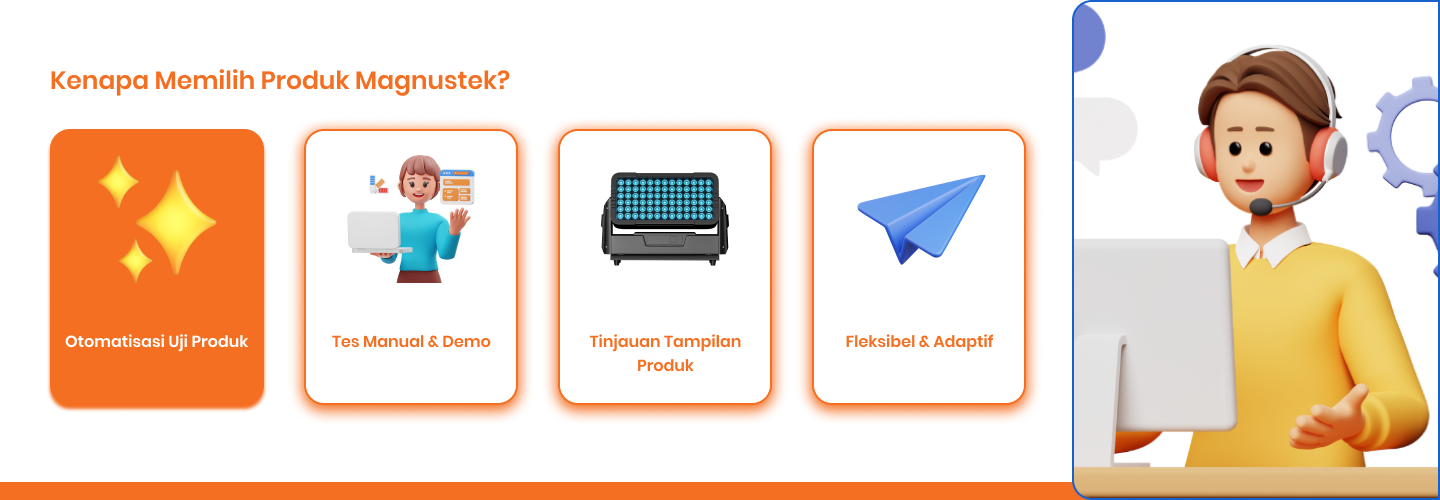 Kenapa Memilih Produk Magnustek?
Otomatisasi Uji Produk
Tes Manual & Demo
Tinjauan Tampilan
Produk
Fleksibel & Adaptif